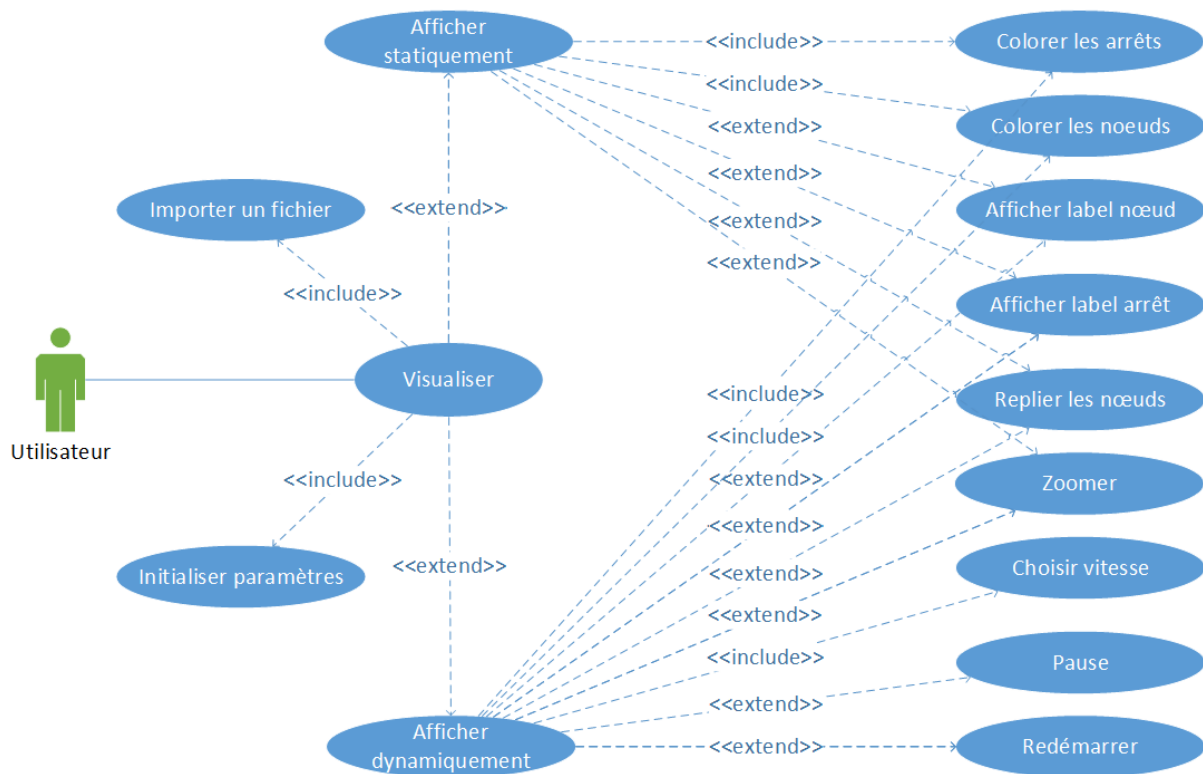 Afficher
statiquement
<<include>>
Colorer les arrêts
<<include>>
Colorer les noeuds
<<extend>>
<<extend>>
Afficher label nœud
Importer un fichier
<<extend>>
<<extend>>
<<extend>>
<<include>>
Afficher label arrêt
Visualiser
<<include>>
Replier les nœuds
Utilisateur
<<include>>
<<include>>
<<extend>>
Zoomer
<<extend>>
Initialiser paramètres
<<extend>>
<<extend>>
Choisir vitesse
<<extend>>
<<include>>
Pause
<<extend>>
Afficher
dynamiquement
<<extend>>
Redémarrer